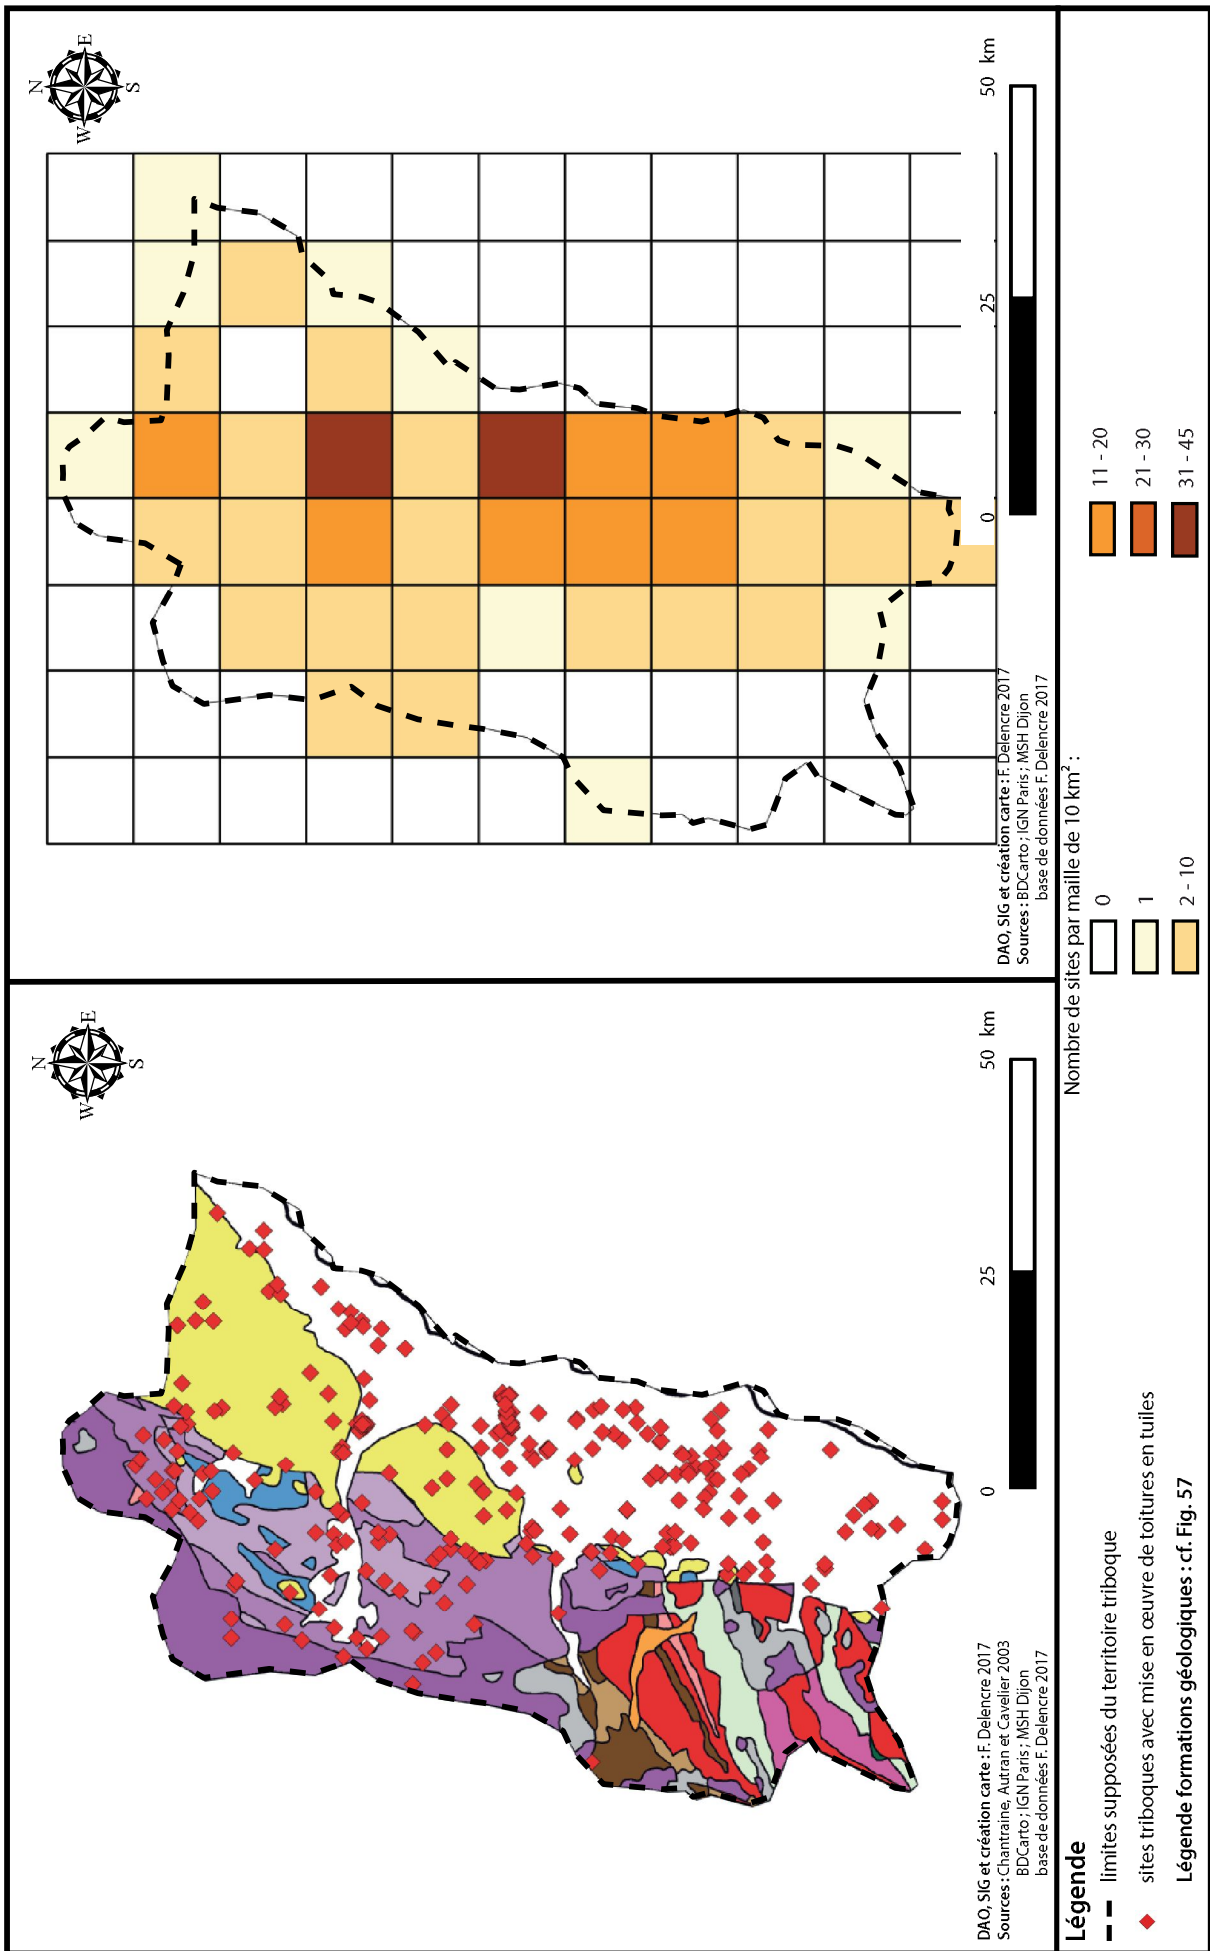 N
E
S
W
0
25
50 km
DAO, SIG et création carte : F. Delencre 2017
Sources : Chantraine, Autran et Cavelier 2003
BDCarto ; IGN Paris ; MSH Dijon
base de données F. Delencre 2017
N
E
S
W
0
25
50 km
DAO, SIG et création carte : F. Delencre 2017
Sources : BDCarto ; IGN Paris ; MSH Dijon
base de données F. Delencre 2017
Légende
limites supposées du territoire triboque
sites triboques avec mise en œuvre de toitures en tuiles
Légende formations géologiques : cf. Fig. 57
Nombre de sites par maille de 10 km² :
0
1
2 - 10
11 - 20
21 - 30
31 - 45